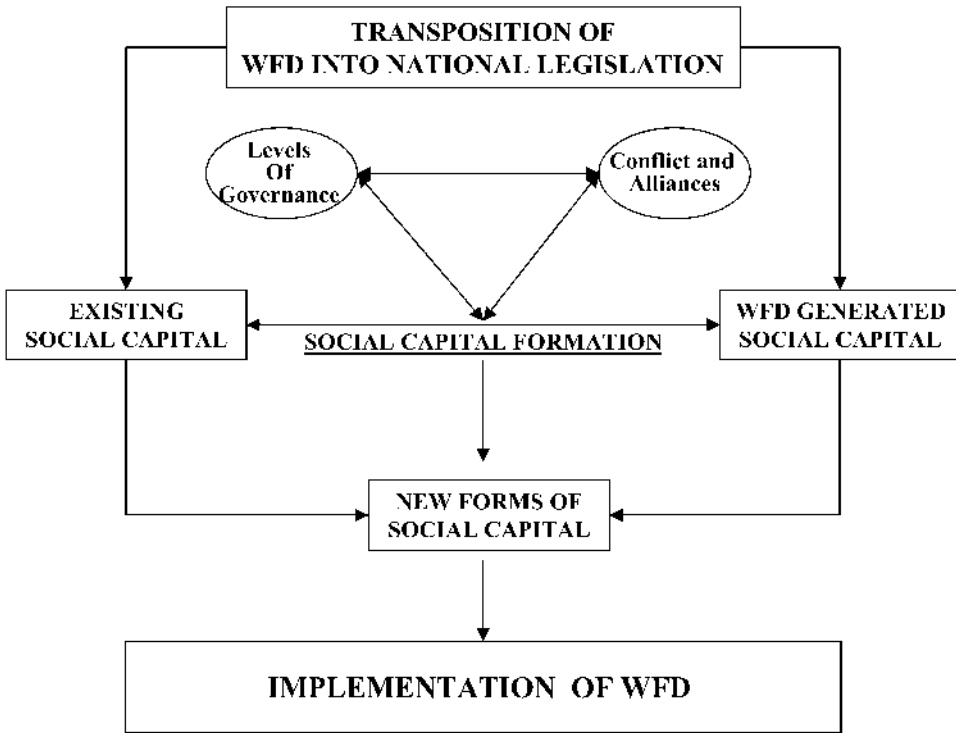 TRANSPOSITION OF
WFD INTO NATIONAL LEGISLATION
Levels
Of
Governance
Conflict and
Alliances
EXISTING
SOCIAL CAPITAL
SOCIAL CAPITAL FORMATION
WFD GENERATED
SOCIAL CAPITAL
NEW FORMS OF
SOCIAL CAPITAL
IMPLEMENTATION OF WFD